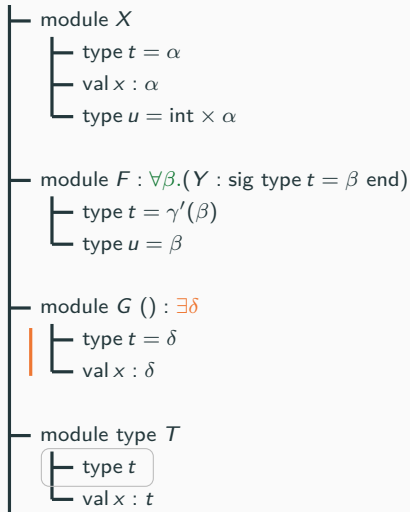 module X
type t = α
val x : α
type u = int × α
module F : ∀β.(Y : sig type t = β end)
type t = γ′(β)
type u = β
module G () : ∃δ
type t = δ
val x : δ
module type T
type t
val x : t